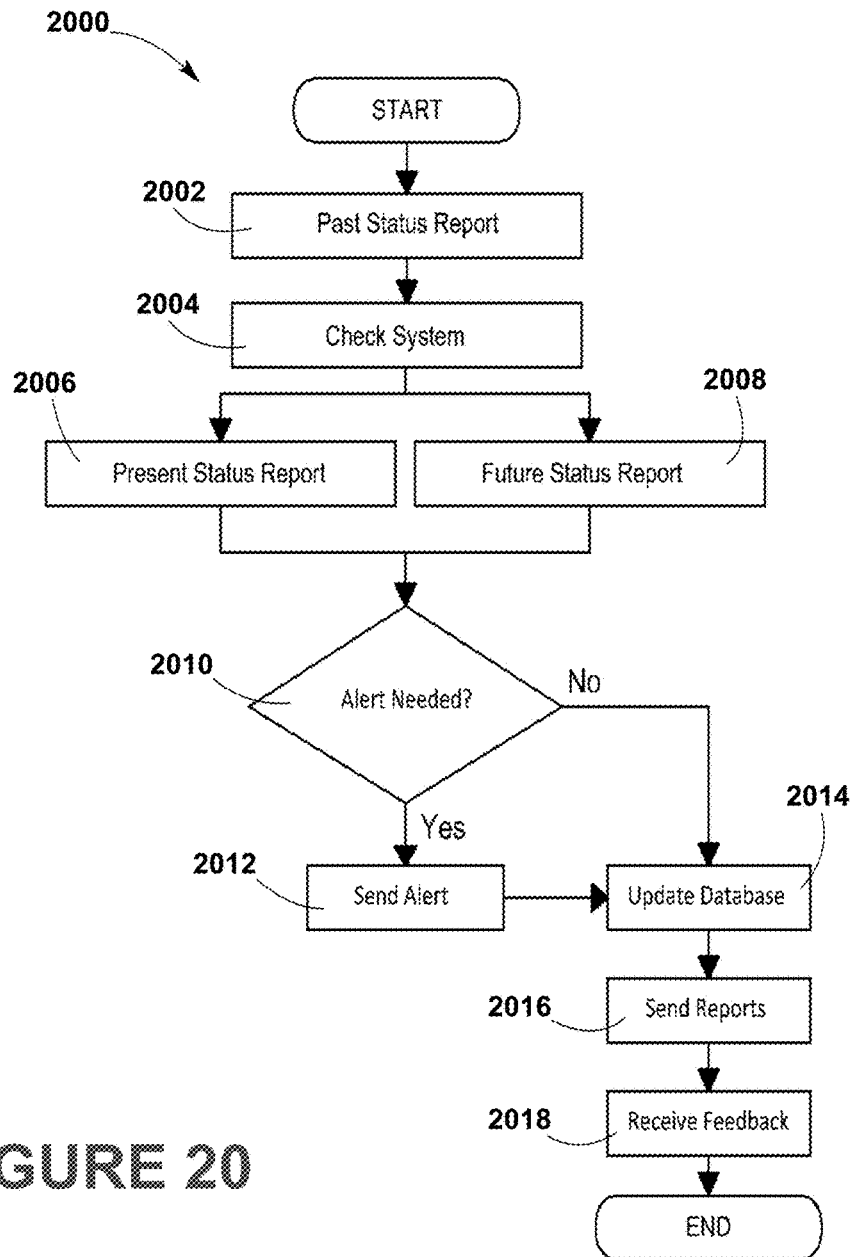 2000
START
2002
Past Status Report
2004
Check System
2006
2008
Present Status Report
Future Status Report
2010
Alert Needed?
No
Yes
2014
2012
Send Alert
Update Database
2016
Send Reports
2018
Receive Feedback
GURE 20
END